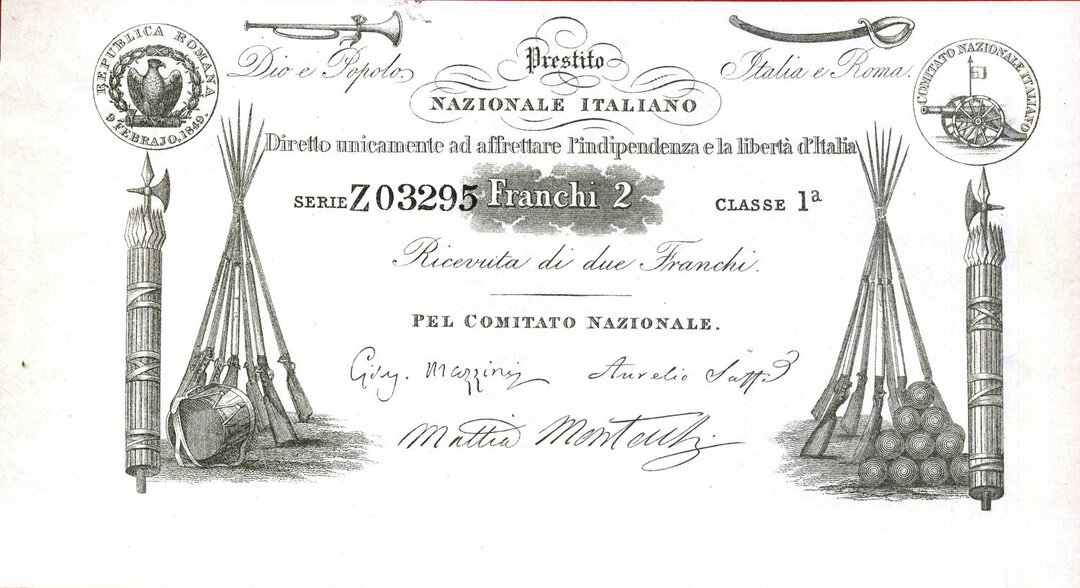 REPUBLICA ROMANA
9 FEBRAJO, 1849.
Dio e Popolo.
Prestito
NAZIONALE ITALIANO
Italia e Roma.
COMITATO NAZIONALE ITALIANO
Diretto unicamente ad affrettare l'indipendenza e la libertà d'Italia
SERIE Z 03295 Franchi 2 CLASSE 1ª
Ricevuta di due Franchi.
PEL COMITATO NAZIONALE.
Mazzini Aurelio Saffi
Mattia